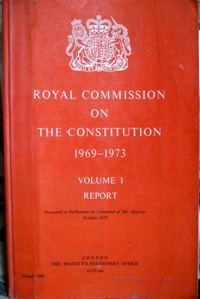 ROYAL COMMISSION
ON
THE CONSTITUTION
1969–1973
VOLUME I
REPORT
Presented to Parliament by Command of Her Majesty
October 1973
LONDON
HER MAJESTY'S STATIONERY OFFICE